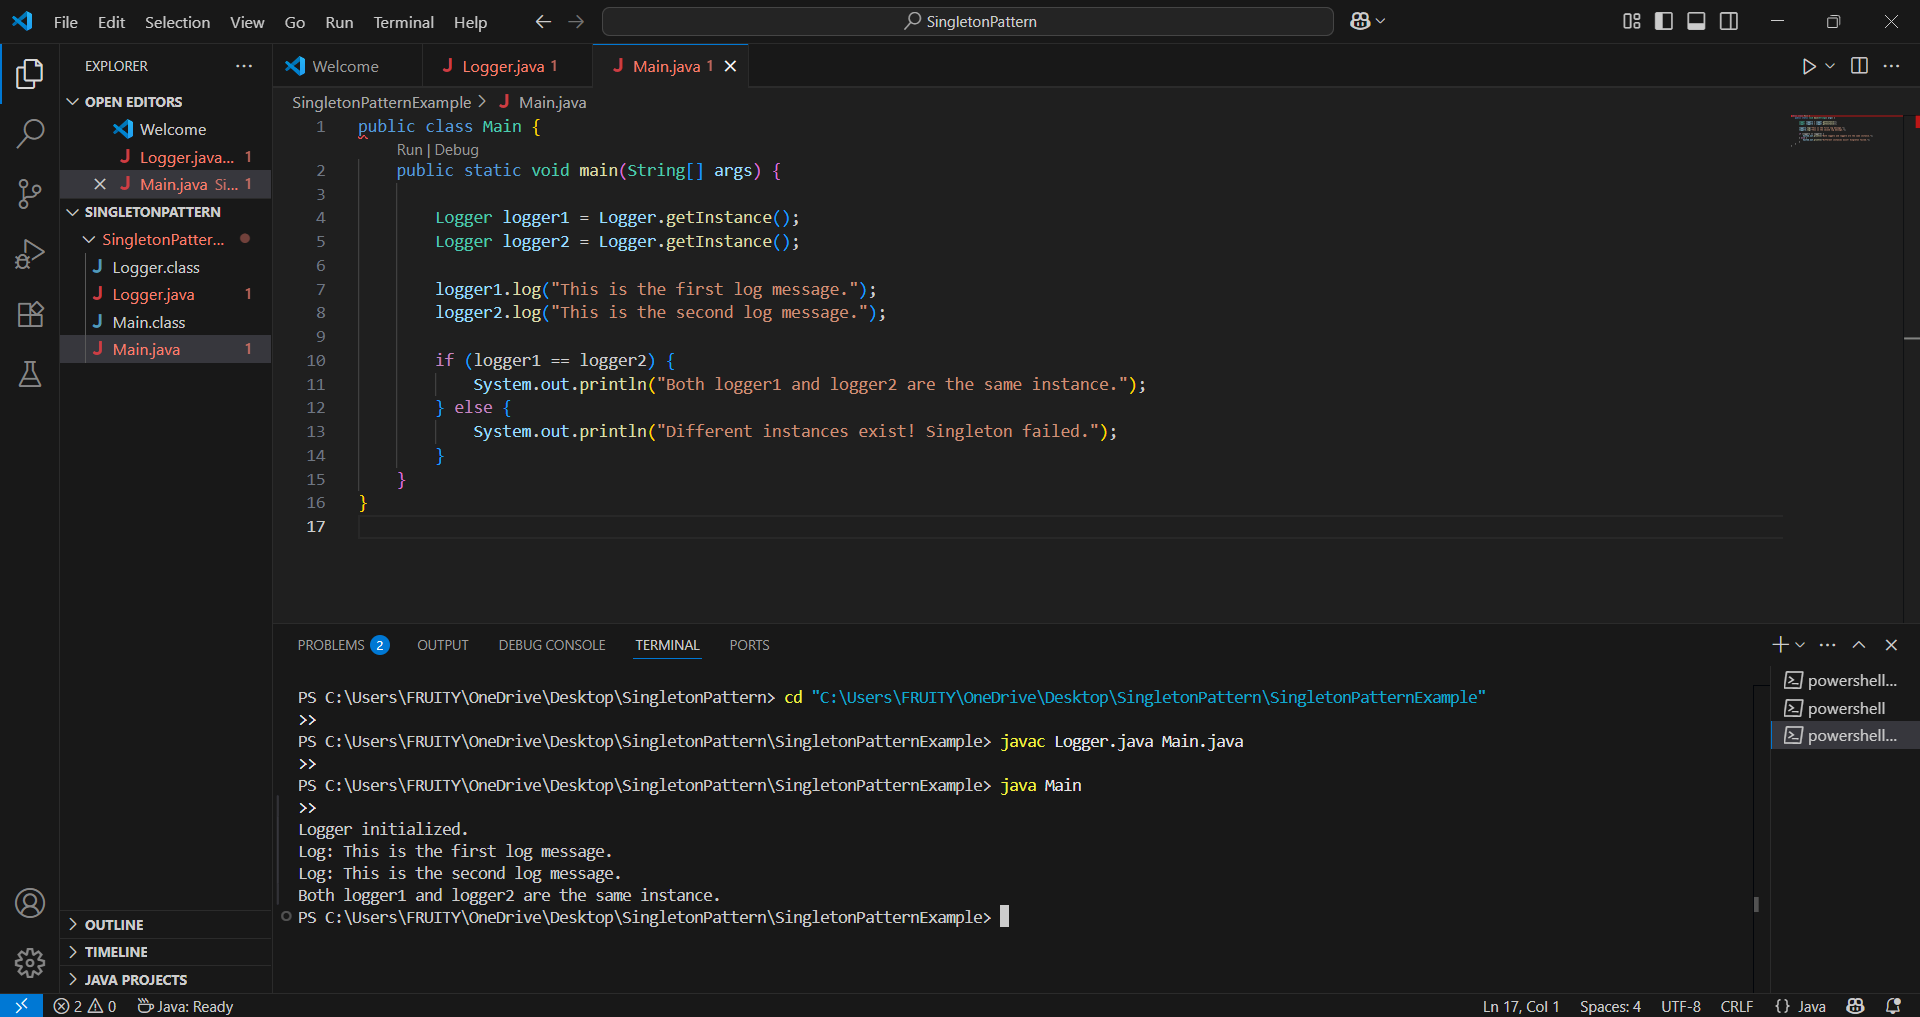 File Edit Selection View Go Run Terminal Help
SingletonPattern
EXPLORER
OPEN EDITORS
Welcome
Logger.java... 1
Main.java Si... 1
SINGLETONPATTERN
SingletonPatter...
Logger.class
Logger.java 1
Main.class
Main.java 1
OUTLINE
TIMELINE
JAVA PROJECTS
Welcome
Logger.java 1
Main.java 1
SingletonPatternExample > Main.java
1 public class Main {
Run | Debug
2 public static void main(String[] args) {
3
4 Logger logger1 = Logger.getInstance();
5 Logger logger2 = Logger.getInstance();
6
7 logger1.log("This is the first log message.");
8 logger2.log("This is the second log message.");
9
10 if (logger1 == logger2) {
11 System.out.println("Both logger1 and logger2 are the same instance.");
12 } else {
13 System.out.println("Different instances exist! Singleton failed.");
14 }
15 }
16 }
17
PROBLEMS 2 OUTPUT DEBUG CONSOLE TERMINAL PORTS
PS C:\Users\FRUITY\OneDrive\Desktop\SingletonPattern> cd "C:\Users\FRUITY\OneDrive\Desktop\SingletonPattern\SingletonPatternExample"
>>
PS C:\Users\FRUITY\OneDrive\Desktop\SingletonPattern\SingletonPatternExample> javac Logger.java Main.java
>>
PS C:\Users\FRUITY\OneDrive\Desktop\SingletonPattern\SingletonPatternExample> java Main
>>
Logger initialized.
Log: This is the first log message.
Log: This is the second log message.
Both logger1 and logger2 are the same instance.
PS C:\Users\FRUITY\OneDrive\Desktop\SingletonPattern\SingletonPatternExample>
powershell...
powershell
powershell...
2 0 Java: Ready
Ln 17, Col 1 Spaces: 4 UTF-8 CRLF {} Java